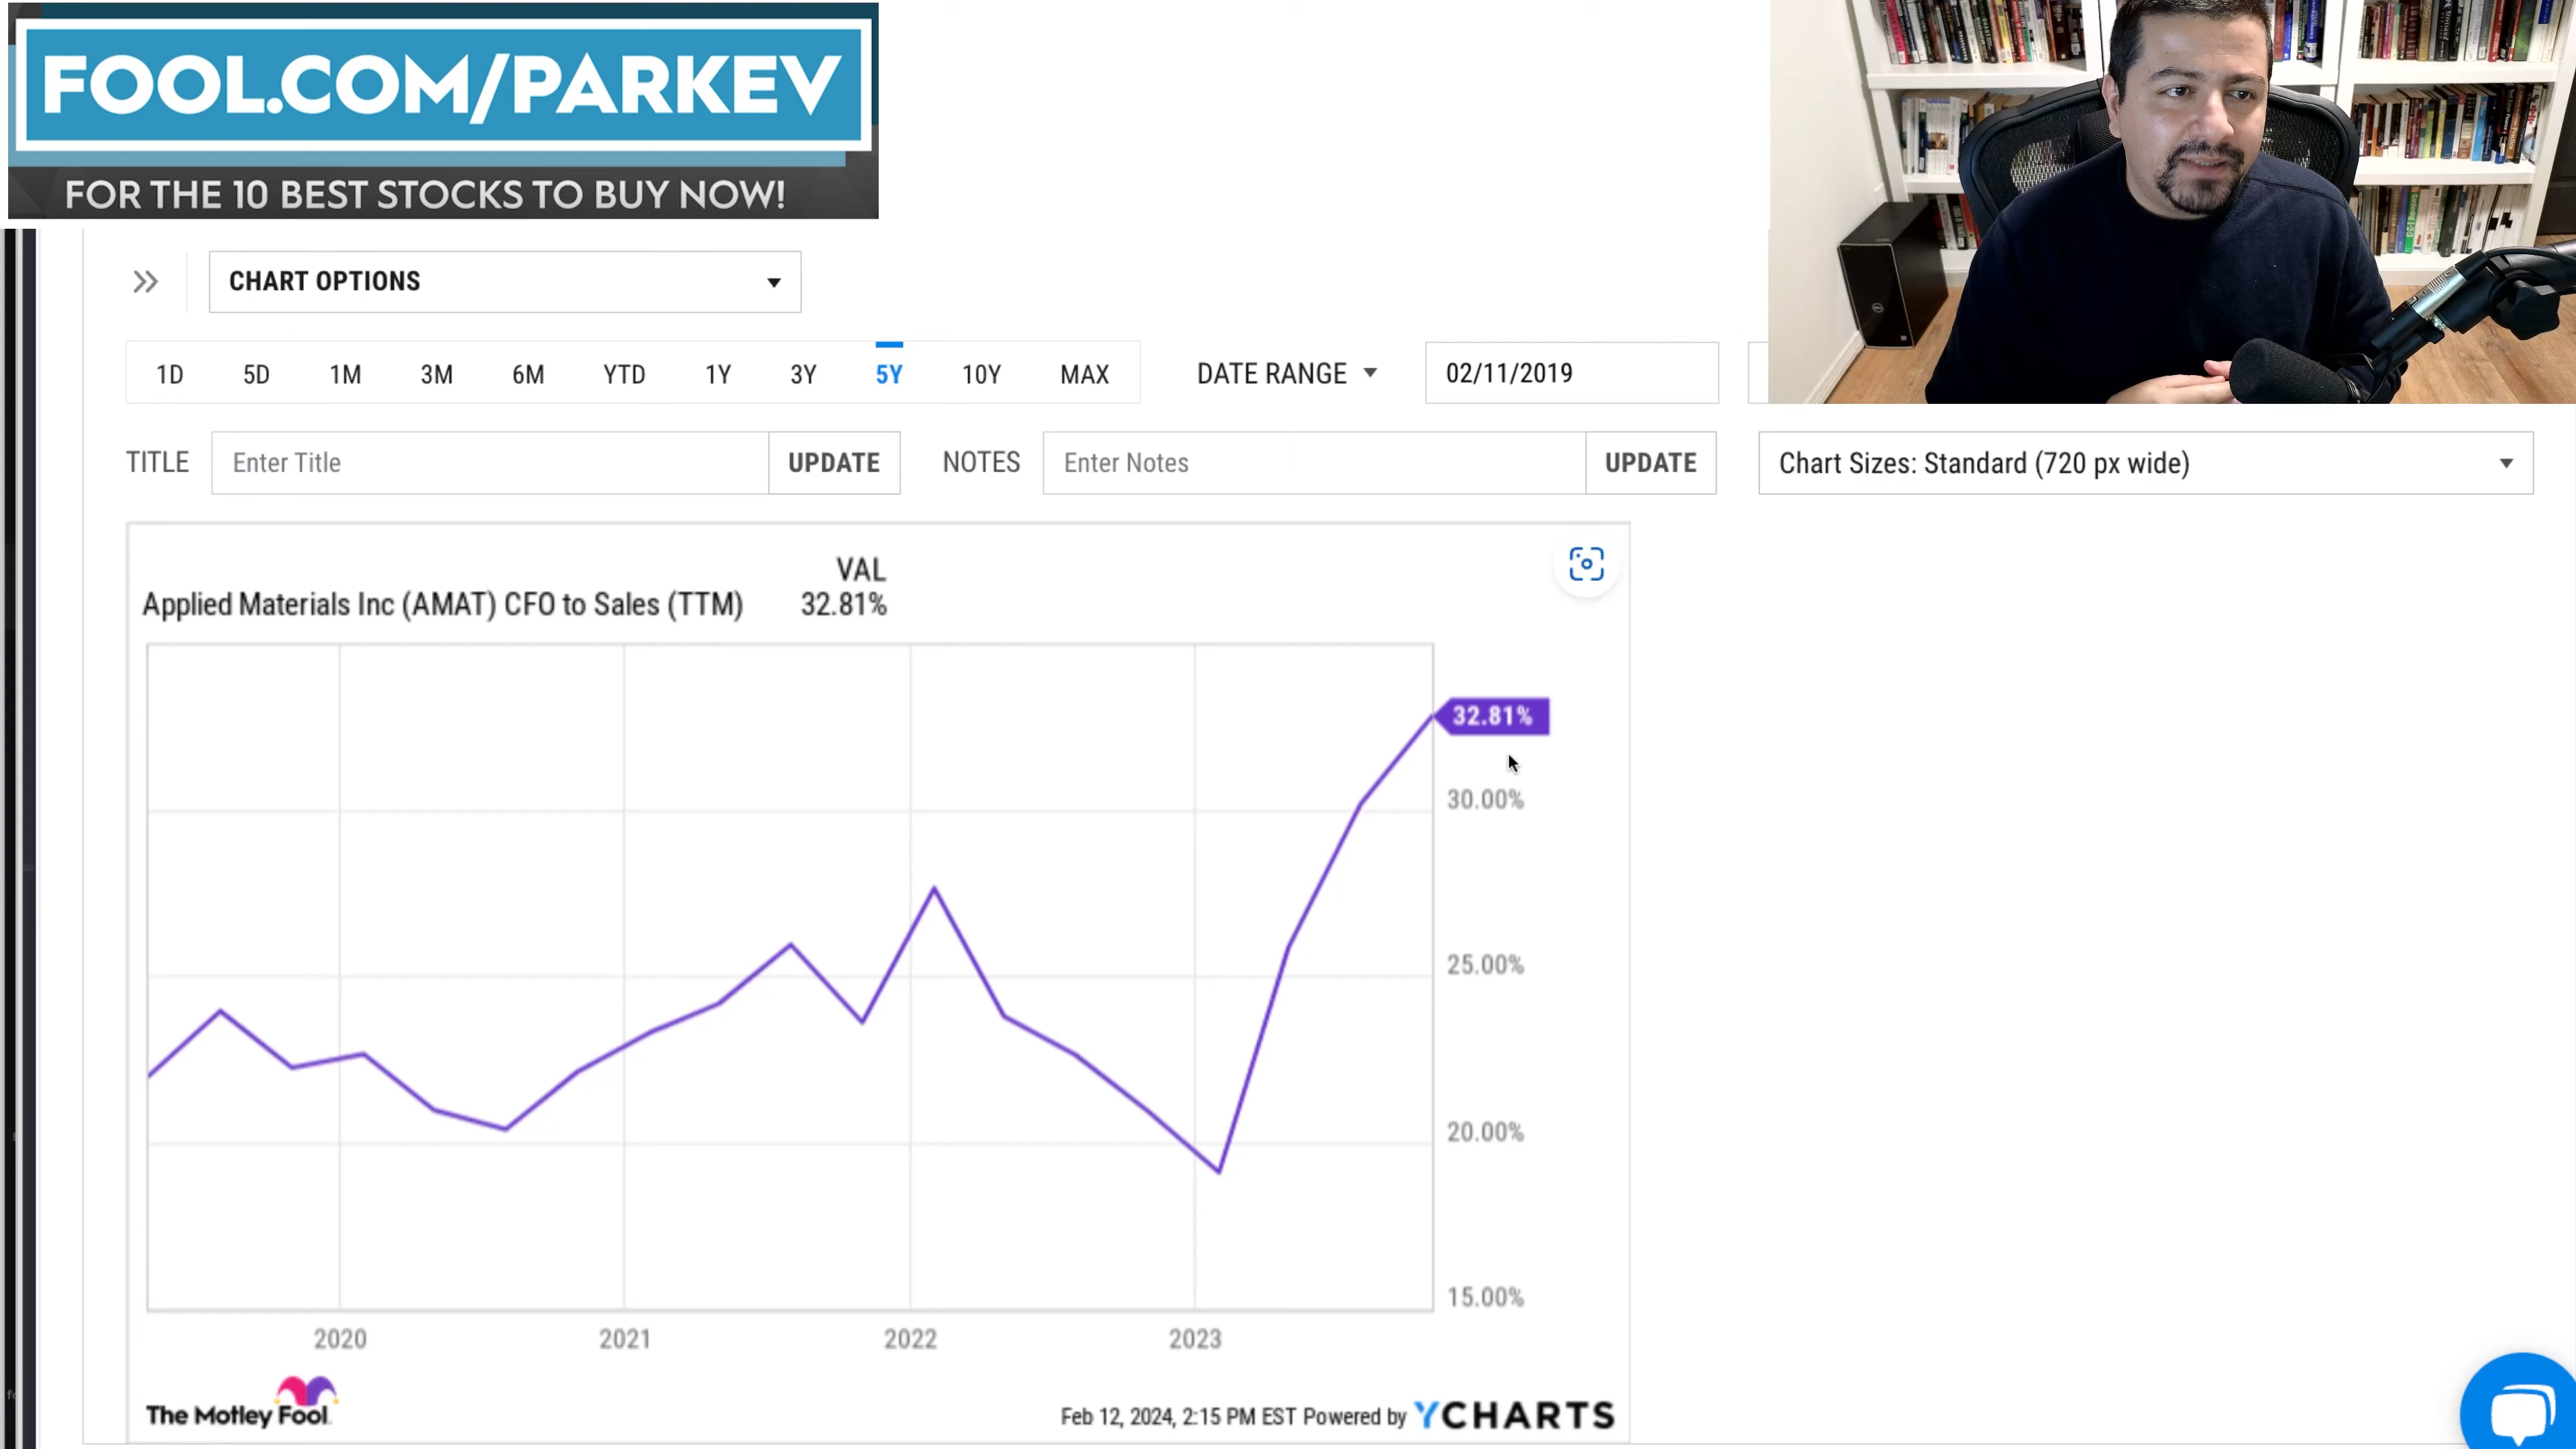 FOOL.COM/PARKEV
FOR THE 10 BEST STOCKS TO BUY NOW!
CHART OPTIONS
1D 5D 1M 3M 6M YTD 1Y 3Y 5Y 10Y MAX DATE RANGE 02/11/2019
TITLE Enter Title UPDATE NOTES Enter Notes UPDATE Chart Sizes: Standard (720 px wide)
VAL
Applied Materials Inc (AMAT) CFO to Sales (TTM) 32.81%
32.81%
30.00%
25.00%
20.00%
15.00%
2020 2021 2022 2023
The Motley Fool
Feb 12, 2024, 2:15 PM EST Powered by YCHARTS